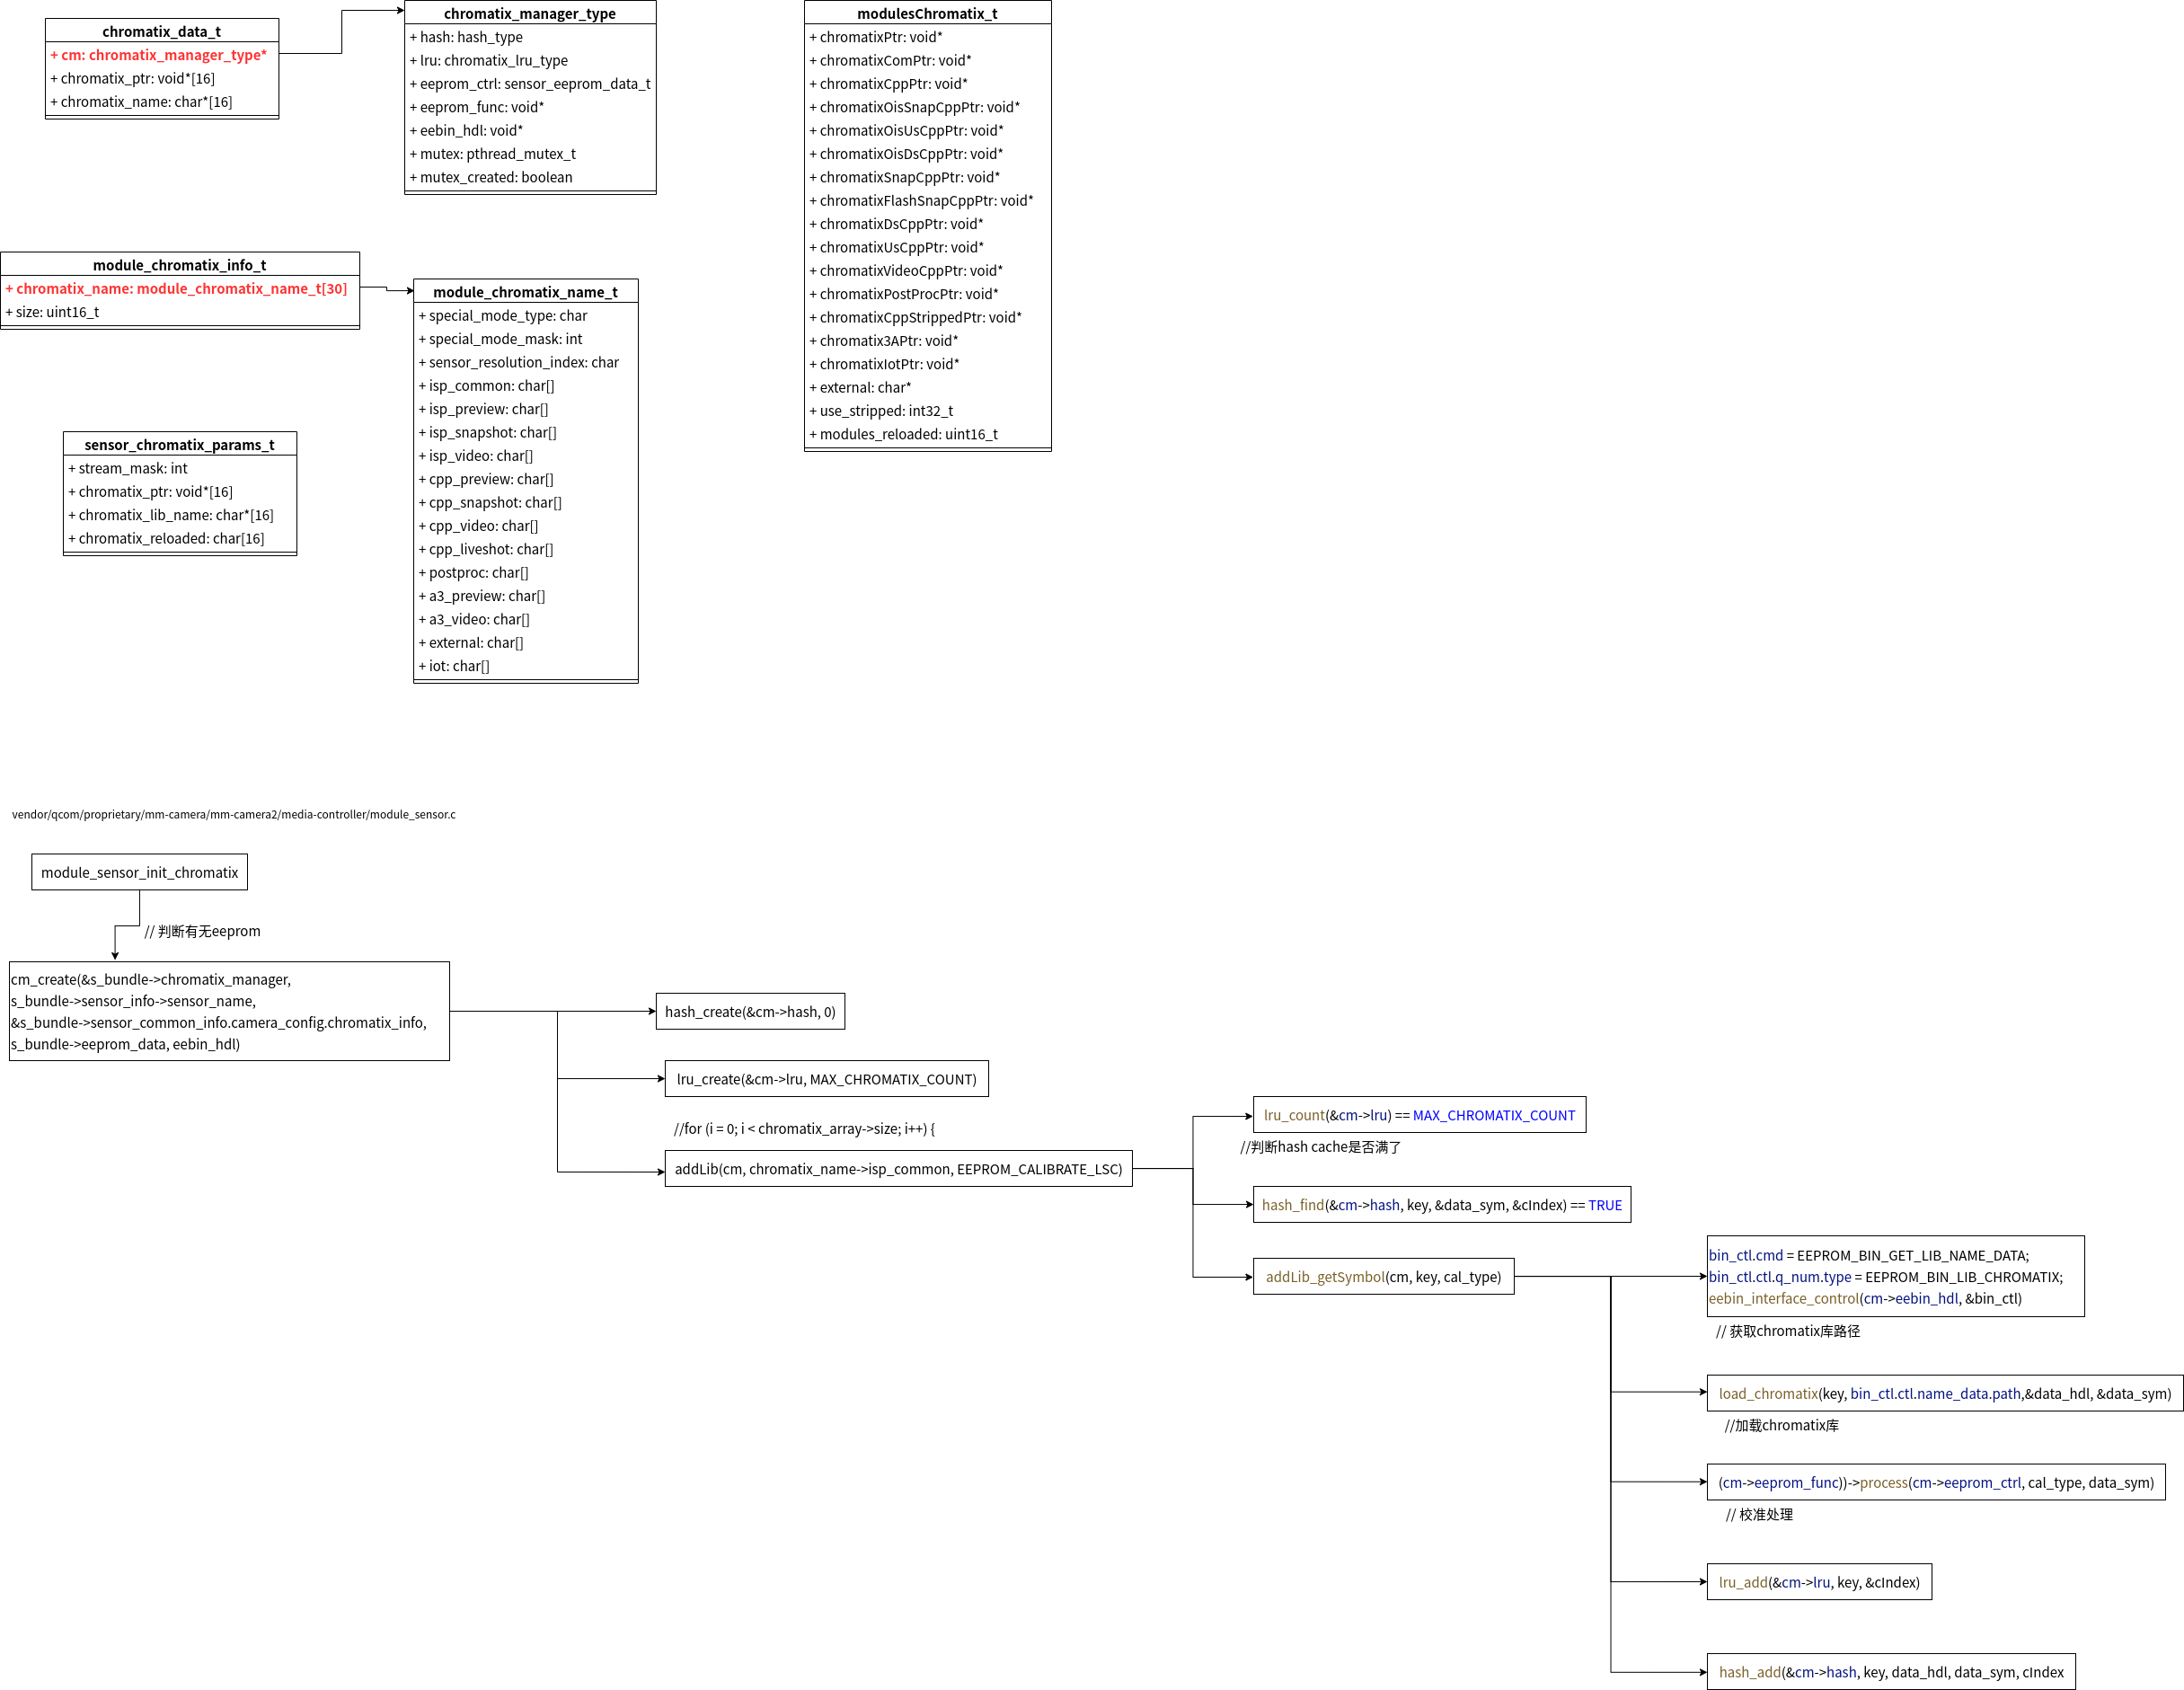 chromatix_data_t
+ cm: chromatix_manager_type*
+ chromatix_ptr: void*[16]
+ chromatix_name: char*[16]
chromatix_manager_type
+ hash: hash_type
+ lru: chromatix_lru_type
+ eeprom_ctrl: sensor_eeprom_data_t
+ eeprom_func: void*
+ eebin_hdl: void*
+ mutex: pthread_mutex_t
+ mutex_created: boolean
modulesChromatix_t
+ chromatixPtr: void*
+ chromatixComPtr: void*
+ chromatixCppPtr: void*
+ chromatixOisSnapCppPtr: void*
+ chromatixOisUsCppPtr: void*
+ chromatixOisDsCppPtr: void*
+ chromatixSnapCppPtr: void*
+ chromatixFlashSnapCppPtr: void*
+ chromatixDsCppPtr: void*
+ chromatixUsCppPtr: void*
+ chromatixVideoCppPtr: void*
+ chromatixPostProcPtr: void*
+ chromatixCppStrippedPtr: void*
+ chromatix3APtr: void*
+ chromatixIotPtr: void*
+ external: char*
+ use_stripped: int32_t
+ modules_reloaded: uint16_t
module_chromatix_info_t
+ chromatix_name: module_chromatix_name_t[30]
+ size: uint16_t
module_chromatix_name_t
+ special_mode_type: char
+ special_mode_mask: int
+ sensor_resolution_index: char
+ isp_common: char[]
+ isp_preview: char[]
+ isp_snapshot: char[]
+ isp_video: char[]
+ cpp_preview: char[]
+ cpp_snapshot: char[]
+ cpp_video: char[]
+ cpp_liveshot: char[]
+ postproc: char[]
+ a3_preview: char[]
+ a3_video: char[]
+ external: char[]
+ iot: char[]
sensor_chromatix_params_t
+ stream_mask: int
+ chromatix_ptr: void*[16]
+ chromatix_lib_name: char*[16]
+ chromatix_reloaded: char[16]
vendor/qcom/proprietary/mm-camera/mm-camera2/media-controller/module_sensor.c
module_sensor_init_chromatix
// 判断有无eeprom
cm_create(&s_bundle->chromatix_manager,
s_bundle->sensor_info->sensor_name,
&s_bundle->sensor_common_info.camera_config.chromatix_info,
s_bundle->eeprom_data, eebin_hdl)
hash_create(&cm->hash, 0)
lru_create(&cm->lru, MAX_CHROMATIX_COUNT)
//for (i = 0; i < chromatix_array->size; i++) {
addLib(cm, chromatix_name->isp_common, EEPROM_CALIBRATE_LSC)
lru_count(&cm->lru) == MAX_CHROMATIX_COUNT
//判断hash cache是否满了
hash_find(&cm->hash, key, &data_sym, &cIndex) == TRUE
addLib_getSymbol(cm, key, cal_type)
bin_ctl.cmd = EEPROM_BIN_GET_LIB_NAME_DATA;
bin_ctl.ctl.q_num.type = EEPROM_BIN_LIB_CHROMATIX;
eebin_interface_control(cm->eebin_hdl, &bin_ctl)
// 获取chromatix库路径
load_chromatix(key, bin_ctl.ctl.name_data.path,&data_hdl, &data_sym)
//加载chromatix库
(cm->eeprom_func))->process(cm->eeprom_ctrl, cal_type, data_sym)
// 校准处理
lru_add(&cm->lru, key, &cIndex)
hash_add(&cm->hash, key, data_hdl, data_sym, cIndex